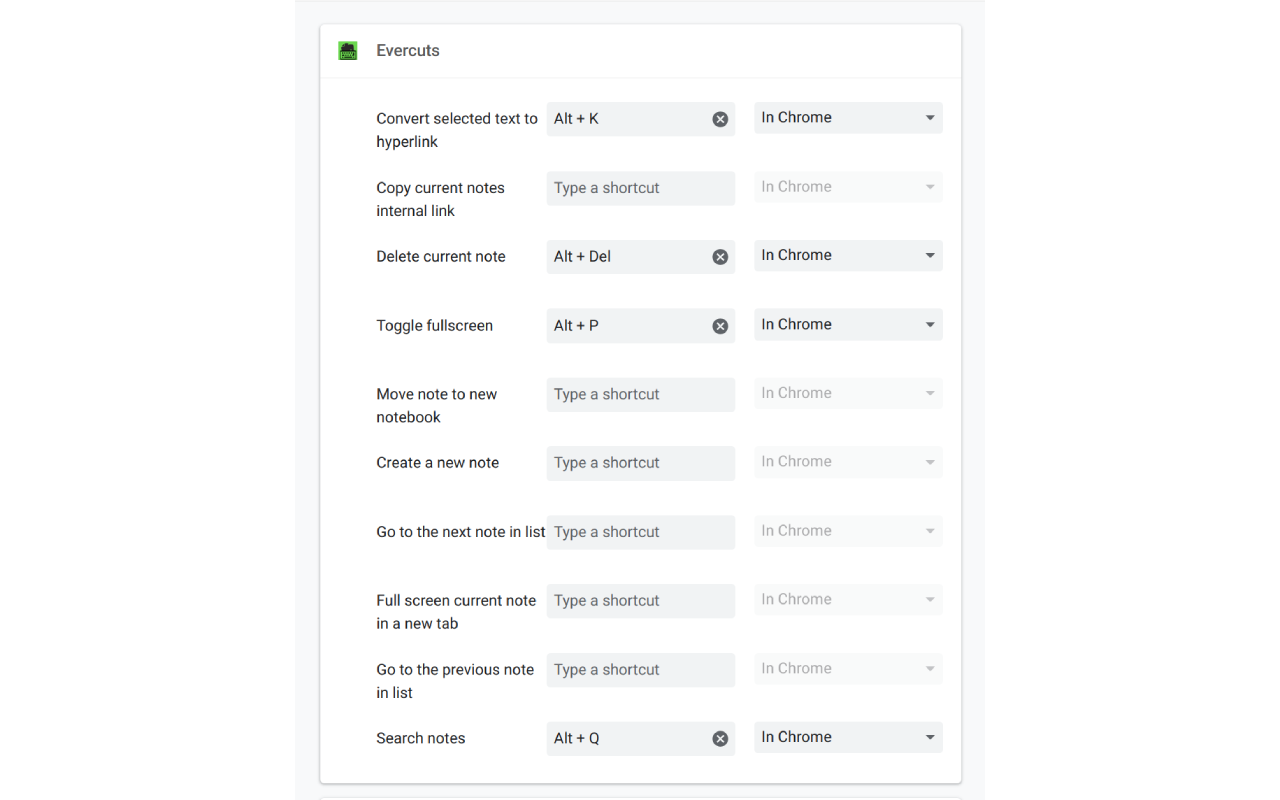 Evercuts
Convert selected text to Alt + K In Chrome
hyperlink
Copy current notes Type a shortcut In Chrome
internal link
Delete current note Alt + Del In Chrome
Toggle fullscreen Alt + P In Chrome
Move note to new Type a shortcut In Chrome
notebook
Create a new note Type a shortcut In Chrome
Go to the next note in list Type a shortcut In Chrome
Full screen current note Type a shortcut In Chrome
in a new tab
Go to the previous note Type a shortcut In Chrome
in list
Search notes Alt + Q In Chrome